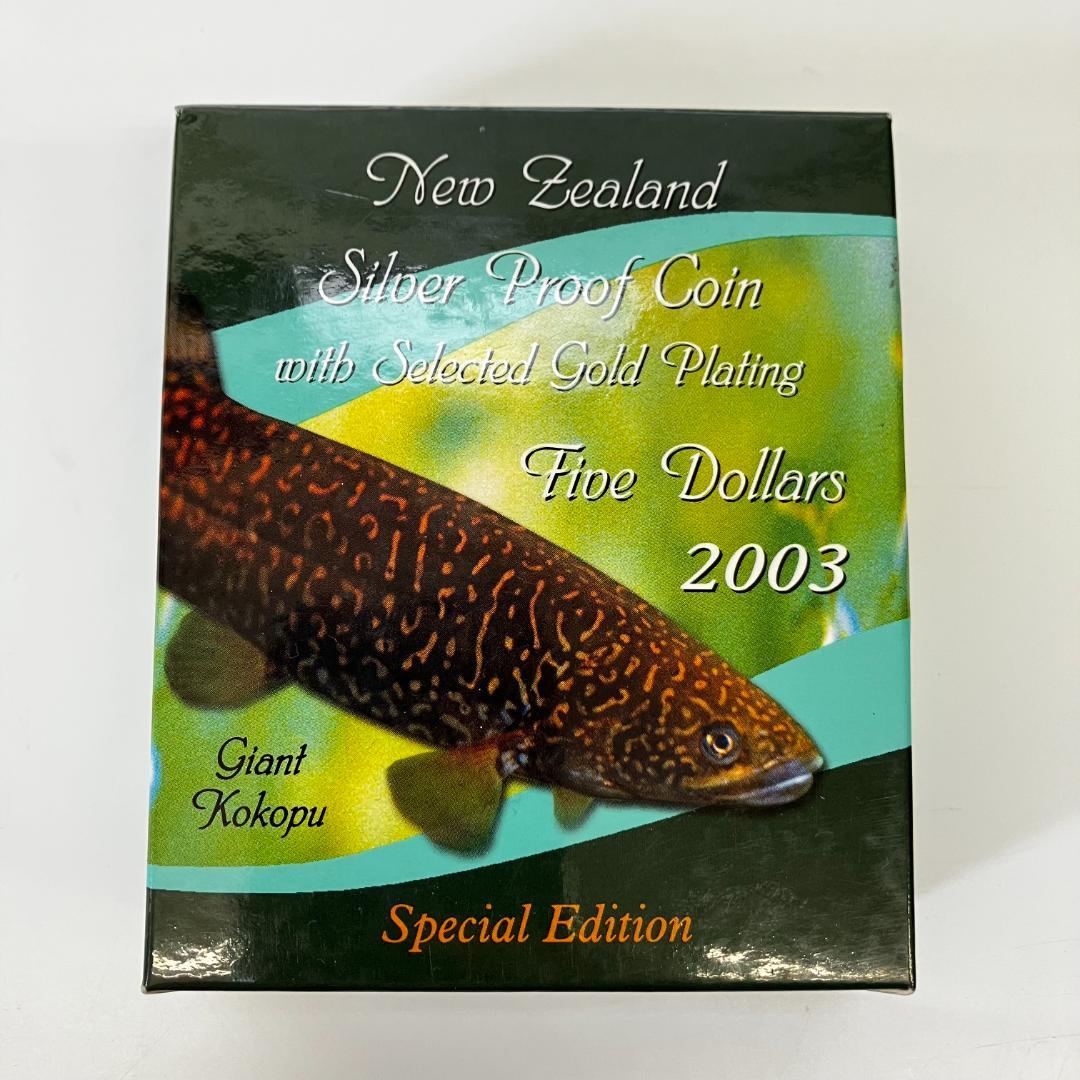 New Zealand
Silver Proof Coin
with Selected Gold Plating
Five Dollars
2003
Giant
Kokopu
Special Edition